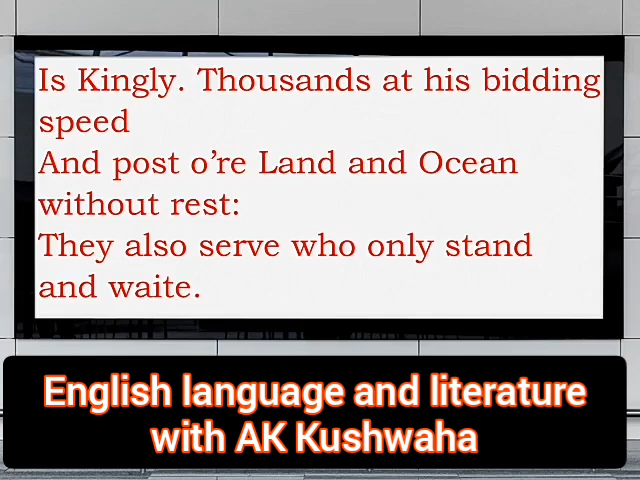 Is Kingly. Thousands at his bidding
speed
And post o’re Land and Ocean
without rest:
They also serve who only stand
and waite.
English language and literature
with AK Kushwaha